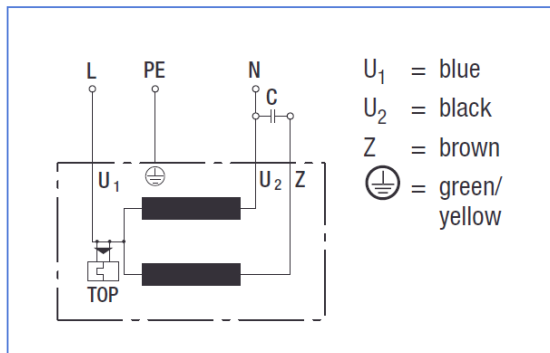 L PE N
C
U₁ U₂ Z
TOP
U₁ = blue
U₂ = black
Z = brown
= green/
yellow